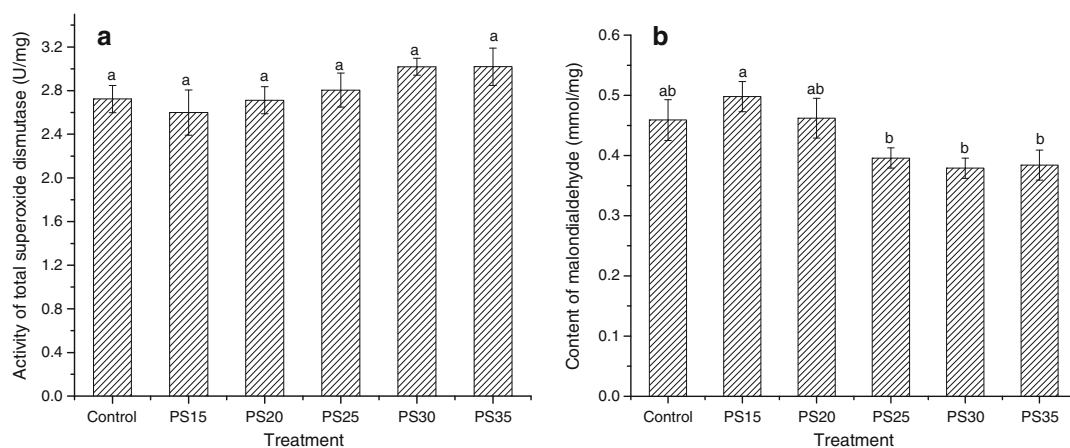 a
Activity of total superoxide dismutase (U/mg)
3.2
2.8
2.4
2.0
1.6
1.2
0.8
0.4
0.0
a
a
a
a
a
a
Control PS15 PS20 PS25 PS30 PS35
Treatment
b
Content of malondialdehyde (mmol/mg)
0.6
0.5
0.4
0.3
0.2
0.1
0.0
ab
a
ab
b
b
b
Control PS15 PS20 PS25 PS30 PS35
Treatment